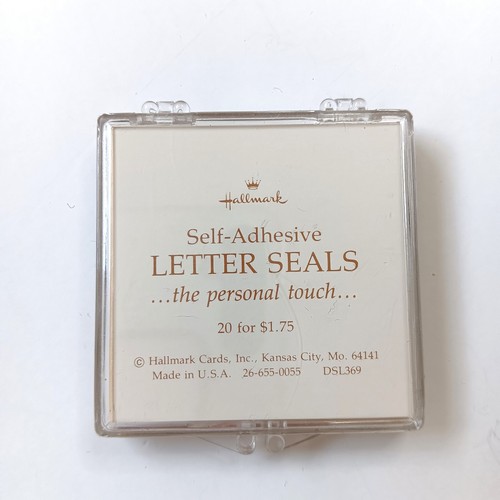 Hallmark
Self-Adhesive
LETTER SEALS
...the personal touch...
20 for $1.75
© Hallmark Cards, Inc., Kansas City, Mo. 64141
Made in U.S.A. 26-655-0055 DSL369